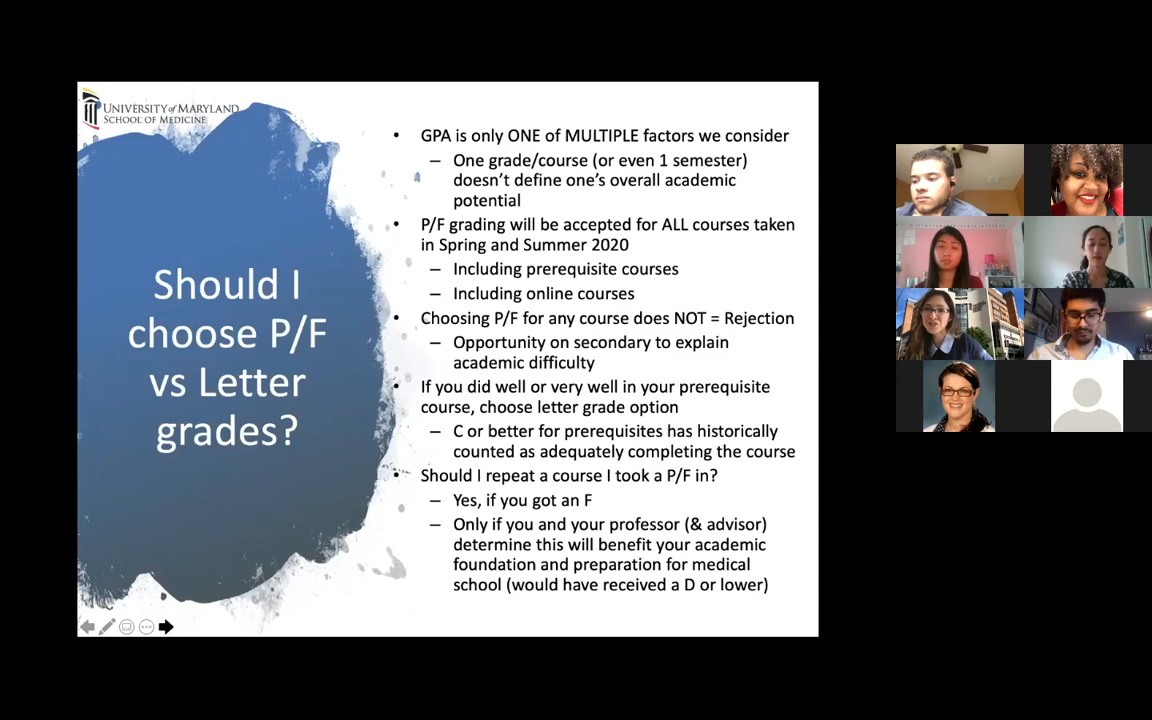 UNIVERSITY of MARYLAND
SCHOOL OF MEDICINE
Should I
choose P/F
vs Letter
grades?
• GPA is only ONE of MULTIPLE factors we consider
– One grade/course (or even 1 semester)
doesn't define one's overall academic
potential
• P/F grading will be accepted for ALL courses taken
in Spring and Summer 2020
– Including prerequisite courses
– Including online courses
• Choosing P/F for any course does NOT = Rejection
– Opportunity on secondary to explain
academic difficulty
• If you did well or very well in your prerequisite
course, choose letter grade option
– C or better for prerequisites has historically
counted as adequately completing the course
• Should I repeat a course I took a P/F in?
– Yes, if you got an F
– Only if you and your professor (& advisor)
determine this will benefit your academic
foundation and preparation for medical
school (would have received a D or lower)